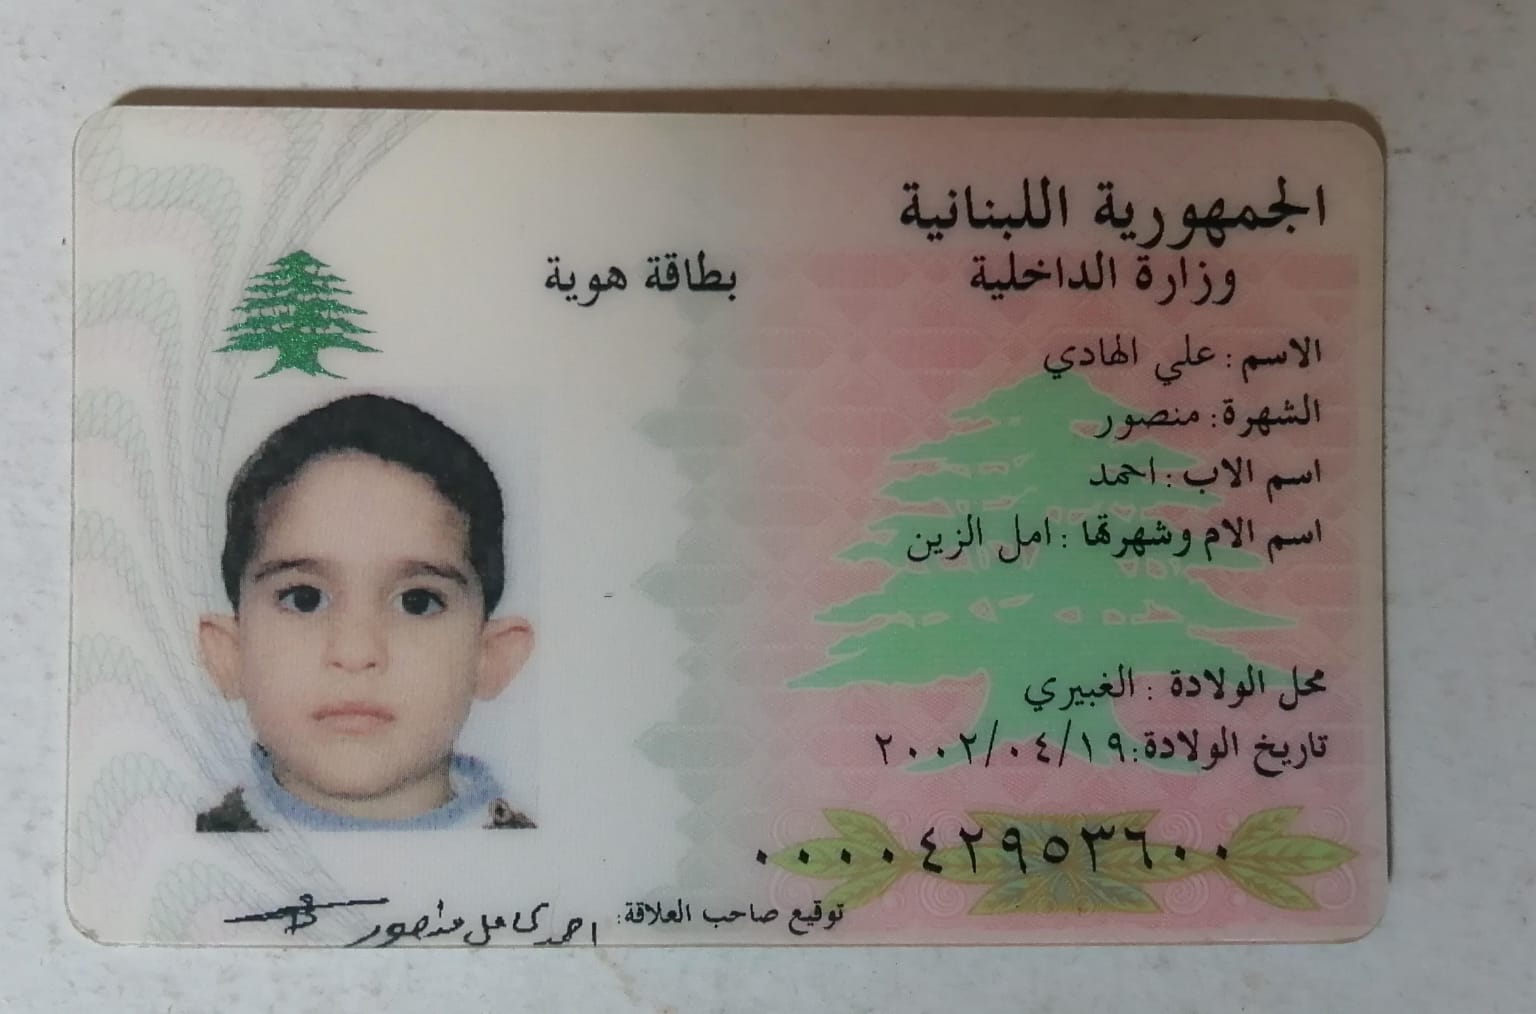 الجمهورية اللبنانية
وزارة الداخلية
بطاقة هوية
الاسم : علي الهادي
الشهرة : منصور
اسم الاب : احمد
اسم الام وشهرتها : امل الزين
محل الولادة : الغبيري
تاريخ الولادة: ١٩/٠٤/٢٠٠٢
٠٠٠٠٤٢٩٥٣٦٠٠
توقيع صاحب العلاقة: احمد كامل منصور